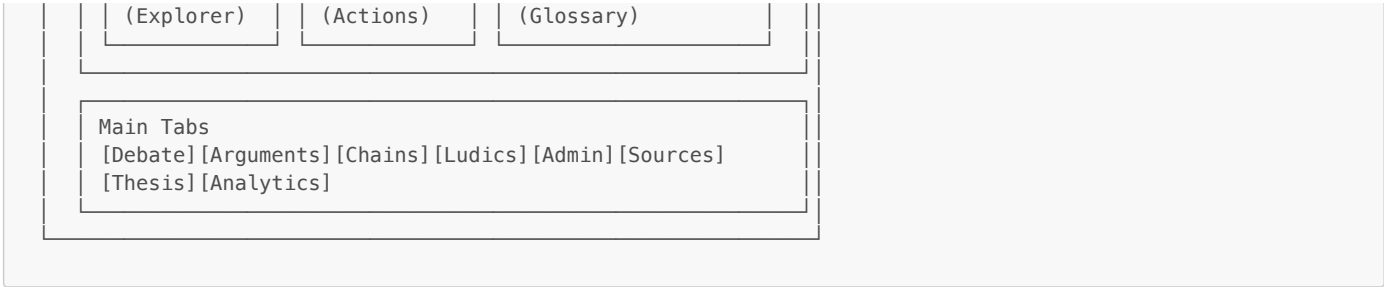 (Explorer) (Actions) (Glossary)
Main Tabs
[Debate][Arguments][Chains][Ludics][Admin][Sources]
[Thesis][Analytics]